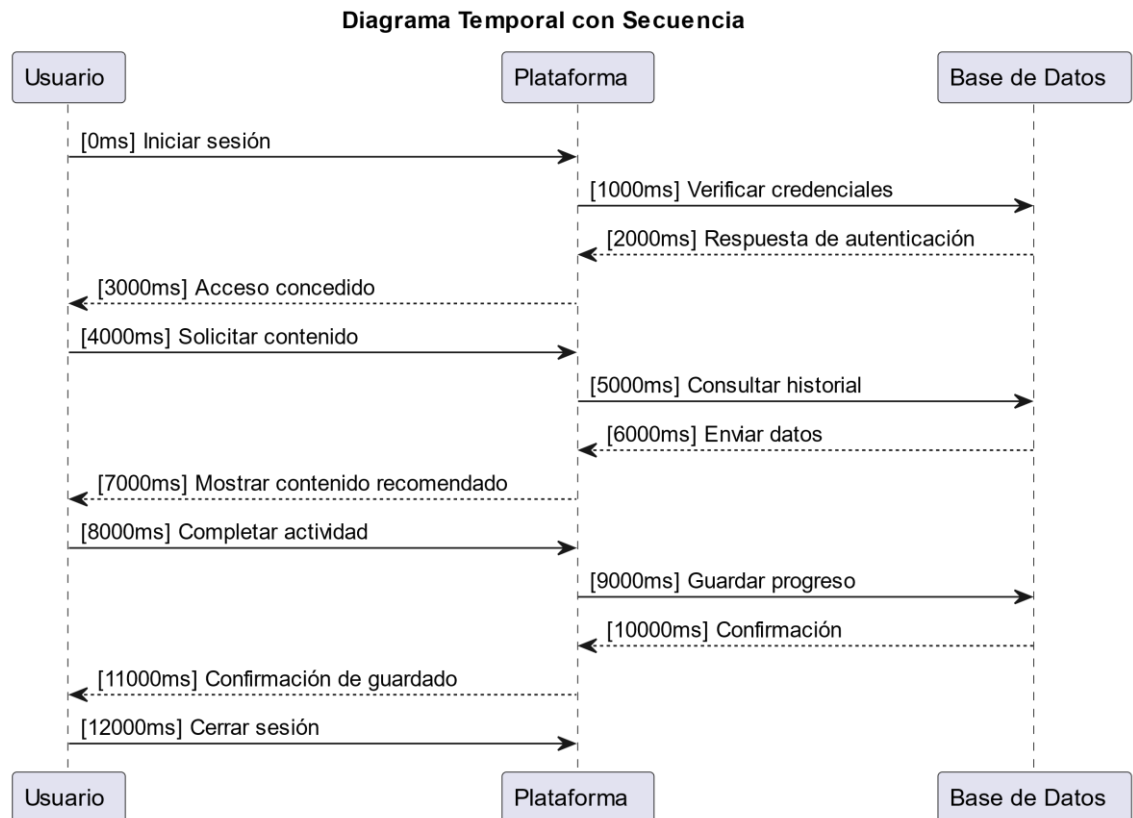 Diagrama Temporal con Secuencia
Usuario
Plataforma
Base de Datos
[0ms] Iniciar sesión
[1000ms] Verificar credenciales
[2000ms] Respuesta de autenticación
[3000ms] Acceso concedido
[4000ms] Solicitar contenido
[5000ms] Consultar historial
[6000ms] Enviar datos
[7000ms] Mostrar contenido recomendado
[8000ms] Completar actividad
[9000ms] Guardar progreso
[10000ms] Confirmación
[11000ms] Confirmación de guardado
[12000ms] Cerrar sesión
Usuario
Plataforma
Base de Datos